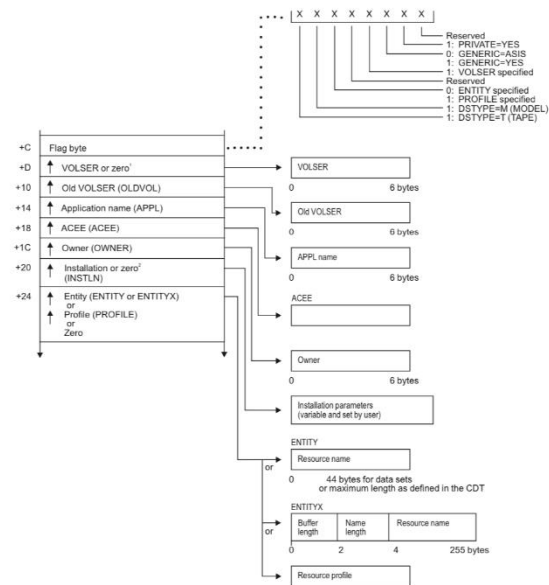 X X X X X X X X
Reserved
1: PRIVATE=YES
0: GENERIC=ASIS
1: GENERIC=YES
1: VOLSER specified
Reserved
0: ENTITY specified
1: PROFILE specified
1: DSTYPE=M (MODEL)
1: DSTYPE=T (TAPE)
+C Flag byte
+D VOLSER or zero¹
+10 Old VOLSER (OLDVOL)
+14 Application name (APPL)
+18 ACEE (ACEE)
+1C Owner (OWNER)
+20 Installation or zero²
(INSTLN)
+24 Entity (ENTITY or ENTITYX)
or
Profile (PROFILE)
or
Zero
VOLSER
0 6 bytes
Old VOLSER
0 6 bytes
APPL name
0 6 bytes
ACEE
Owner
0 6 bytes
Installation parameters
(variable and set by user)
ENTITY
Resource name
or
0 44 bytes for data sets
or maximum length as defined in the CDT
ENTITYX
Buffer length
Name length
Resource name
or
0 2 4 255 bytes
Resource profile